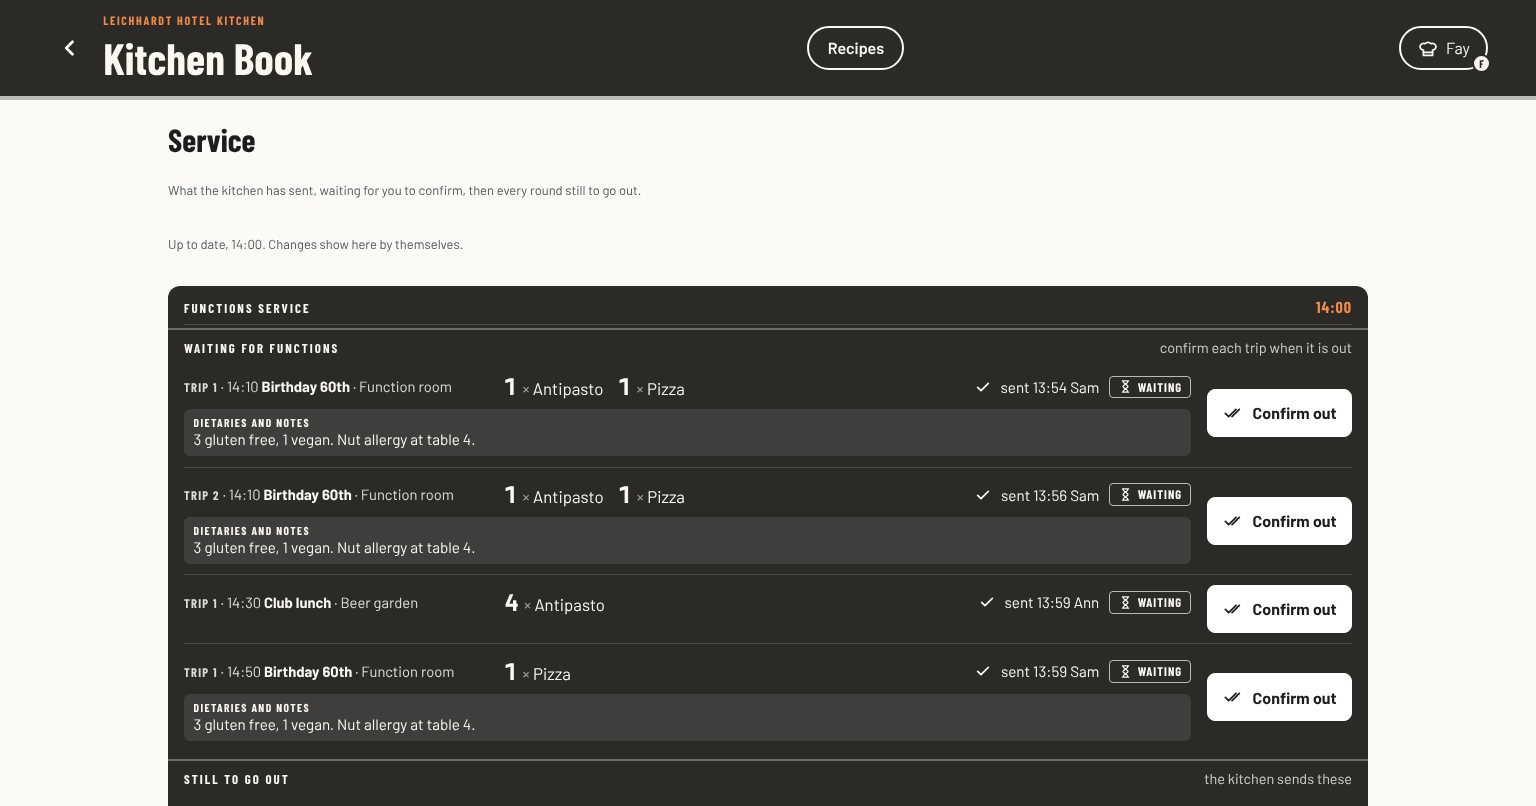 LEICHHARDT HOTEL KITCHEN
Kitchen Book
Recipes
Fay
F
Service
What the kitchen has sent, waiting for you to confirm, then every round still to go out.
Up to date, 14:00. Changes show here by themselves.
FUNCTIONS SERVICE 14:00
WAITING FOR FUNCTIONS confirm each trip when it is out
TRIP 1 · 14:10 Birthday 60th · Function room 1 × Antipasto 1 × Pizza sent 13:54 Sam WAITING
Confirm out
DIETARIES AND NOTES
3 gluten free, 1 vegan. Nut allergy at table 4.
TRIP 2 · 14:10 Birthday 60th · Function room 1 × Antipasto 1 × Pizza sent 13:56 Sam WAITING
Confirm out
DIETARIES AND NOTES
3 gluten free, 1 vegan. Nut allergy at table 4.
TRIP 1 · 14:30 Club lunch · Beer garden 4 × Antipasto sent 13:59 Ann WAITING
Confirm out
TRIP 1 · 14:50 Birthday 60th · Function room 1 × Pizza sent 13:59 Sam WAITING
Confirm out
DIETARIES AND NOTES
3 gluten free, 1 vegan. Nut allergy at table 4.
STILL TO GO OUT the kitchen sends these